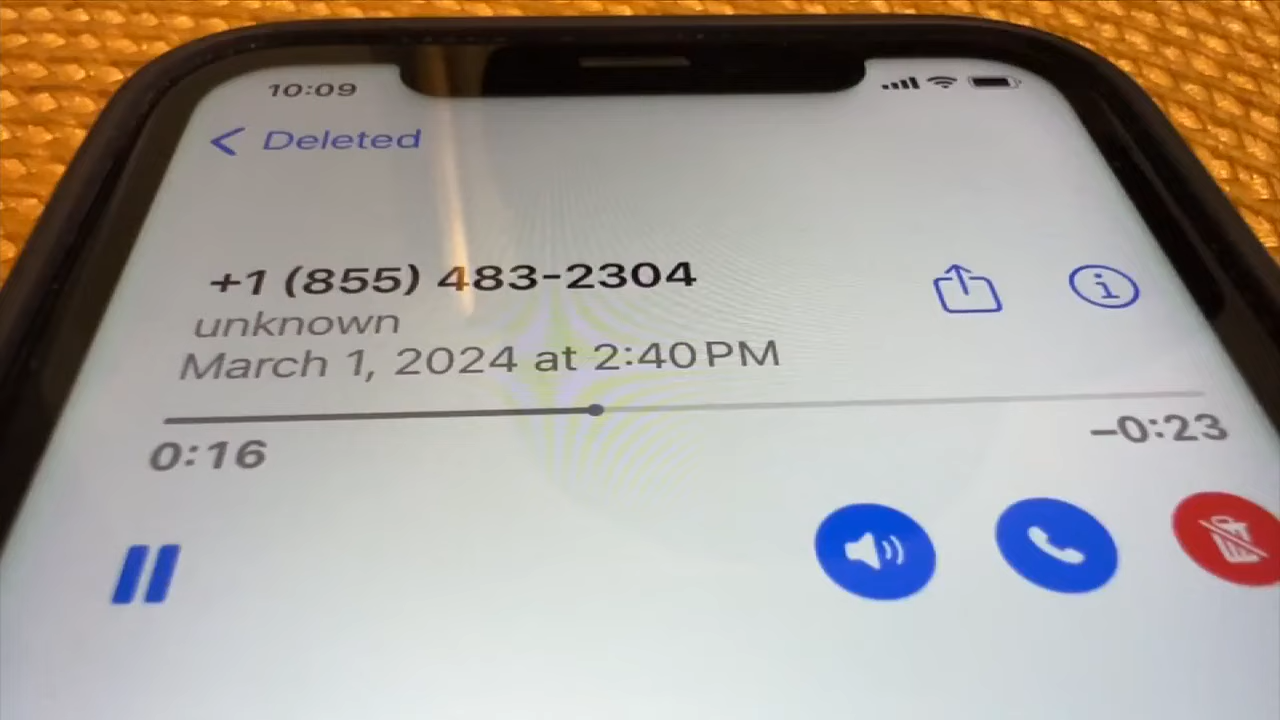 10:09
Deleted
+1 (855) 483-2304
unknown
March 1, 2024 at 2:40 PM
0:16
–0:23